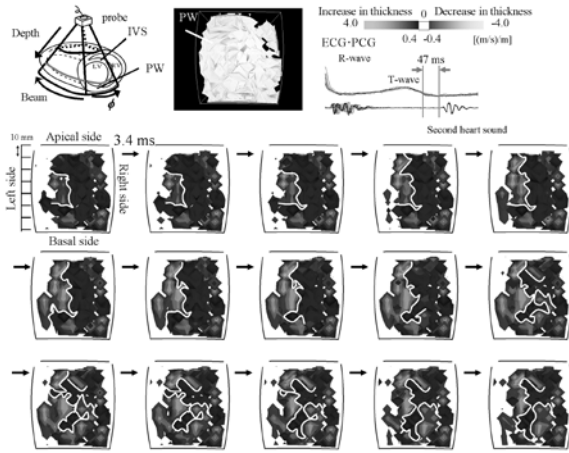 probe
IVS
Depth
LV
PW
Beam
ϕ
PW
Increase in thickness 0 Decrease in thickness
4.0 -4.0
0.4 -0.4 [(m/s)/m]
ECG·PCG
R-wave
47 ms
T-wave
Second heart sound
10 mm
Apical side
3.4 ms
Left side
Right side
Basal side